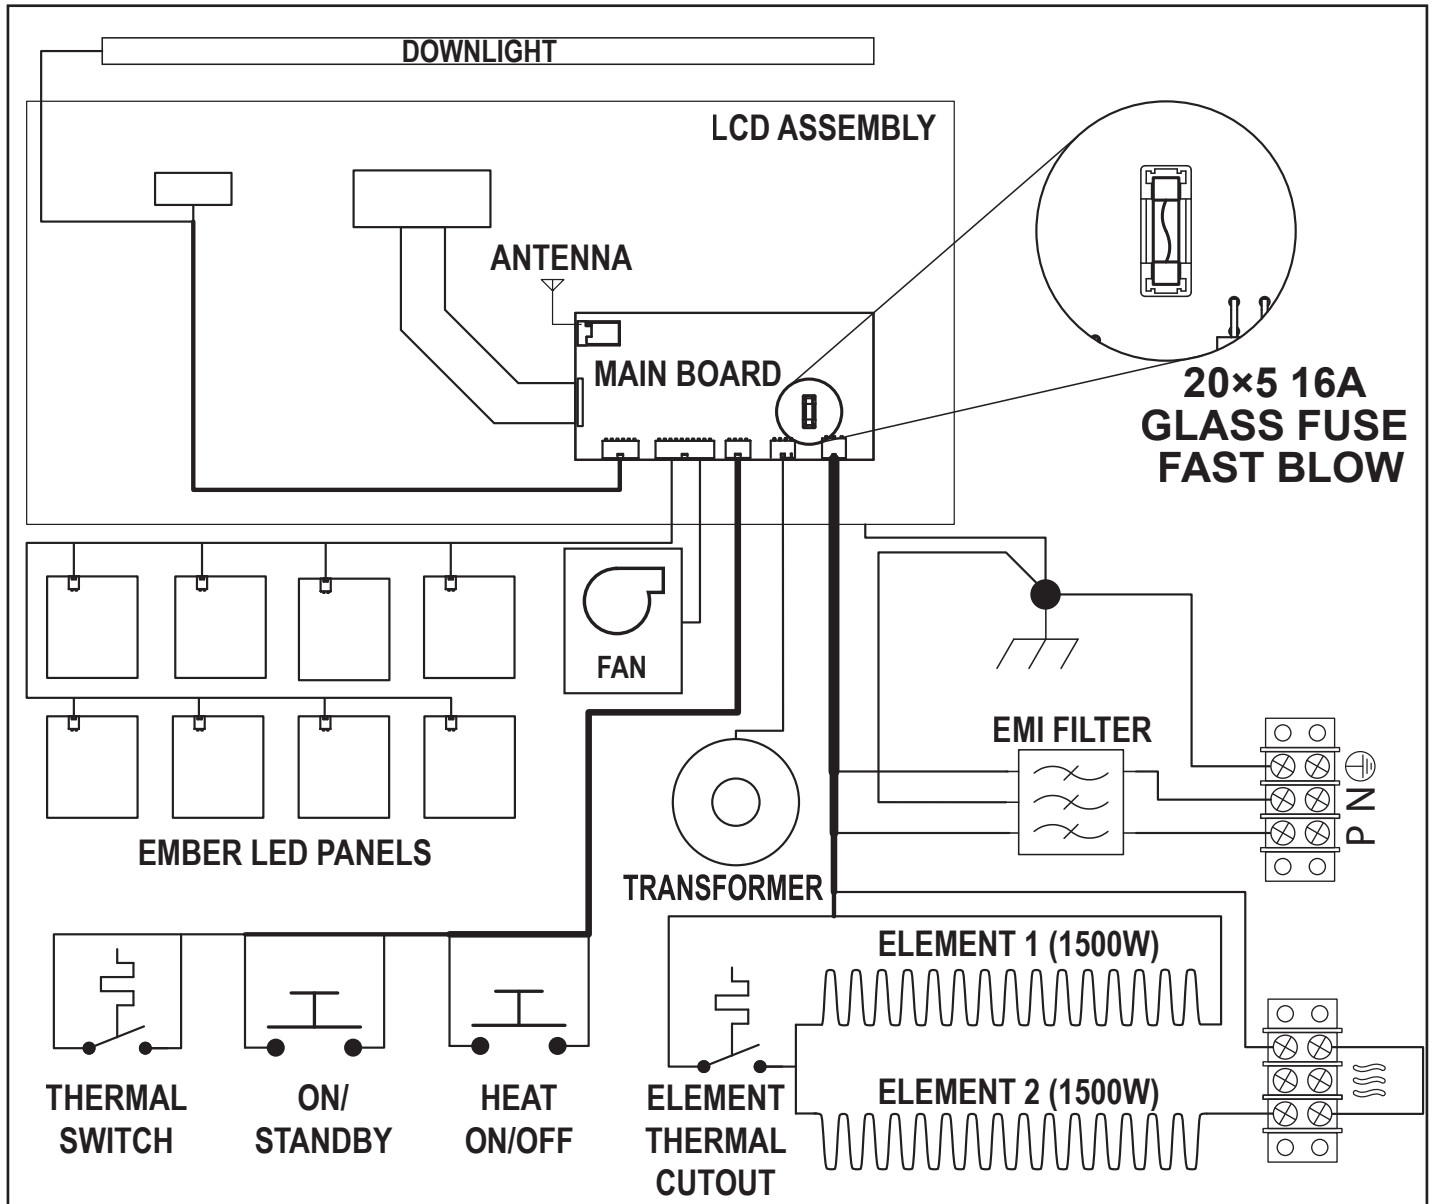 DOWNLIGHT
LCD ASSEMBLY
ANTENNA
MAIN BOARD
20×5 16A
GLASS FUSE
FAST BLOW
FAN
EMI FILTER
N
P
EMBER LED PANELS
TRANSFORMER
ELEMENT 1 (1500W)
THERMAL
SWITCH
ON/
STANDBY
HEAT
ON/OFF
ELEMENT
THERMAL
CUTOUT
ELEMENT 2 (1500W)